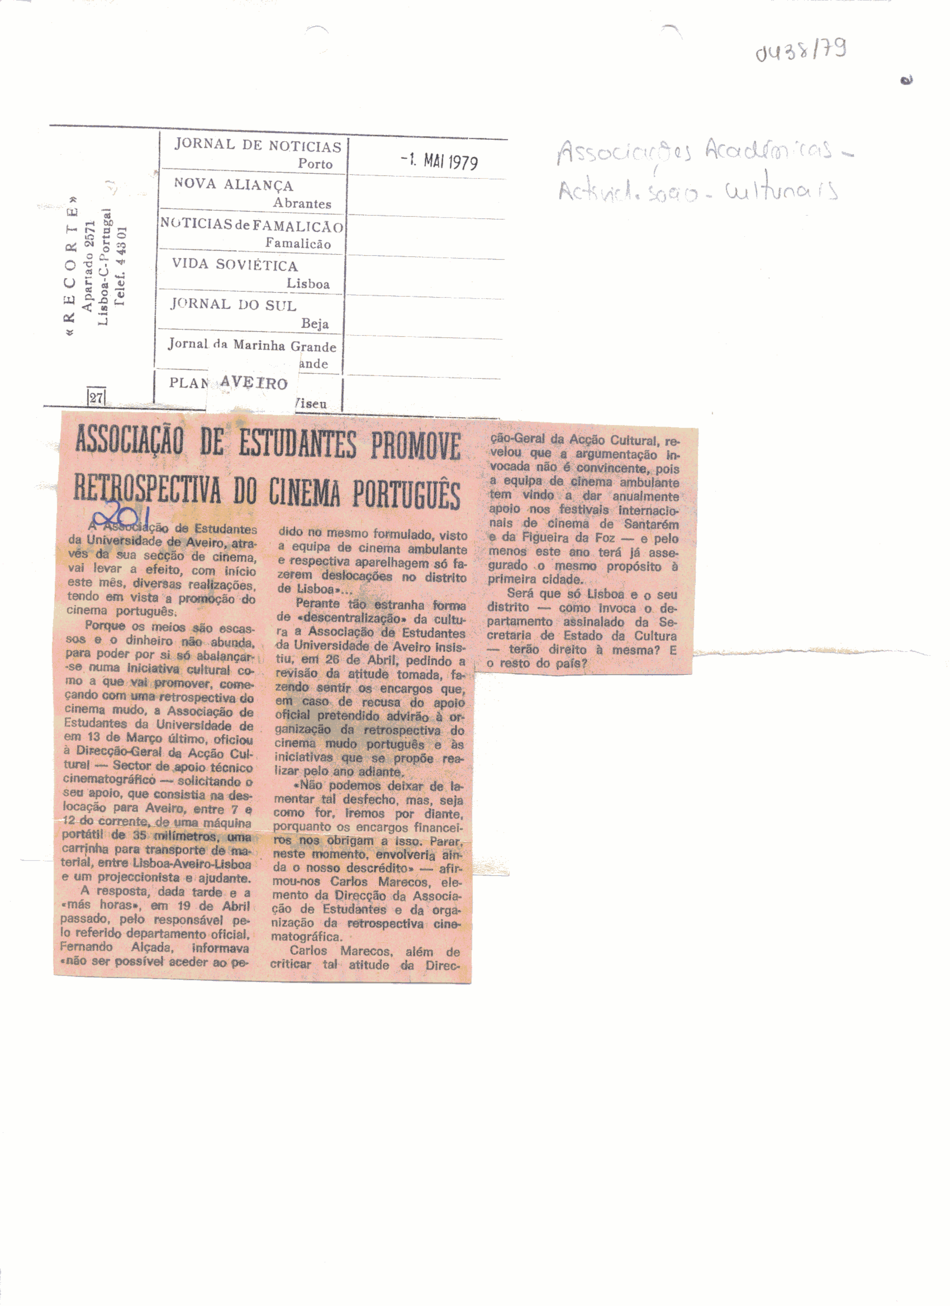 0438/79
Associações Académicas -
Activid. socio - culturais
«RECORTE»
Apartado 2571
Lisboa-C-Portugal
Telef. 4 43 01
27
JORNAL DE NOTICIAS
Porto
-1. MAI 1979
NOVA ALIANÇA
Abrantes
NOTICIAS de FAMALICÃO
Famalicão
VIDA SOVIÉTICA
Lisboa
JORNAL DO SUL
Beja
Jornal da Marinha Grande
ande
PLAN AVEIRO
Viseu
ASSOCIAÇÃO DE ESTUDANTES PROMOVE
RETROSPECTIVA DO CINEMA PORTUGUÊS
201
A Associação de Estudantes
da Universidade de Aveiro, atra-
vés da sua secção de cinema,
vai levar a efeito, com início
este mês, diversas realizações,
tendo em vista a promoção do
cinema português.
Porque os meios são escas-
sos e o dinheiro não abunda,
para poder por si só abalançar-
-se numa iniciativa cultural co-
mo a que vai promover, come-
çando com uma retrospectiva do
cinema mudo, a Associação de
Estudantes da Universidade de
em 13 de Março último, oficiou
à Direcção-Geral da Acção Cul-
tural — Sector de apoio técnico
cinematográfico — solicitando o
seu apoio, que consistia na des-
locação para Aveiro, entre 7 e
12 do corrente, de uma máquina
portátil de 35 milímetros, uma
carrinha para transporte de ma-
terial, entre Lisboa-Aveiro-Lisboa
e um projeccionista e ajudante.
A resposta, dada tarde e a
«más horas», em 19 de Abril
passado, pelo responsável pe-
lo referido departamento oficial,
Fernando Alçada, informava
«não ser possível aceder ao pe-
dido no mesmo formulado, visto
a equipa de cinema ambulante
e respectiva aparelhagem só fa-
zerem deslocações no distrito
de Lisboa»...
Perante tão estranha forma
de «descentralização» da cultu-
ra a Associação de Estudantes
da Universidade de Aveiro insis-
tiu, em 26 de Abril, pedindo a
revisão da atitude tomada, fa-
zendo sentir os encargos que,
em caso de recusa do apoio
oficial pretendido advirão à or-
ganização da retrospectiva do
cinema mudo português e às
iniciativas que se propõe rea-
lizar pelo ano adiante.
«Não podemos deixar de la-
mentar tal desfecho, mas, seja
como for, iremos por diante,
porquanto os encargos financei-
ros nos obrigam a isso. Parar,
neste momento, envolveria ain-
da o nosso descrédito» — afir-
mou-nos Carlos Marecos, ele-
mento da Direcção da Associa-
ção de Estudantes e da orga-
nização da retrospectiva cine-
matográfica.
Carlos Marecos, além de
criticar tal atitude da Direc-
ção-Geral da Acção Cultural, re-
velou que a argumentação in-
vocada não é convincente, pois
a equipa de cinema ambulante
tem vindo a dar anualmente
apoio nos festivais internacio-
nais de cinema de Santarém
e da Figueira da Foz — e pelo
menos este ano terá já asse-
gurado o mesmo propósito à
primeira cidade.
Será que só Lisboa e o seu
distrito — como invoca o de-
partamento assinalado da Se-
cretaria de Estado da Cultura
— terão direito à mesma? E
o resto do país?